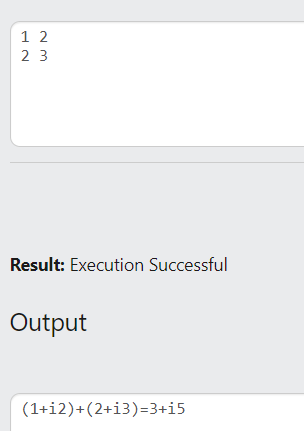 1 2
2 3
Result: Execution Successful
Output
(1+i2)+(2+i3)=3+i5